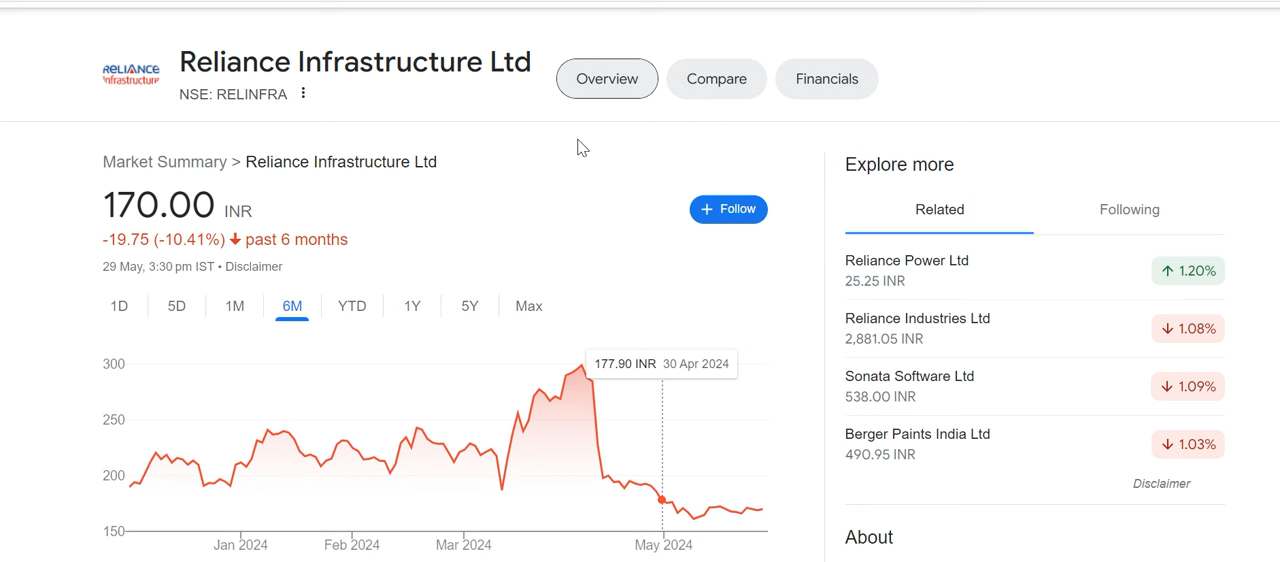 RELIANCE
Infrastructure
Reliance Infrastructure Ltd
NSE: RELINFRA
Overview
Compare
Financials
Market Summary > Reliance Infrastructure Ltd
170.00 INR
+ Follow
-19.75 (-10.41%) ↓ past 6 months
29 May, 3:30 pm IST • Disclaimer
1D 5D 1M 6M YTD 1Y 5Y Max
177.90 INR 30 Apr 2024
300
250
200
150
Jan 2024 Feb 2024 Mar 2024 May 2024
Explore more
Related Following
Reliance Power Ltd
25.25 INR
↑ 1.20%
Reliance Industries Ltd
2,881.05 INR
↓ 1.08%
Sonata Software Ltd
538.00 INR
↓ 1.09%
Berger Paints India Ltd
490.95 INR
↓ 1.03%
Disclaimer
About